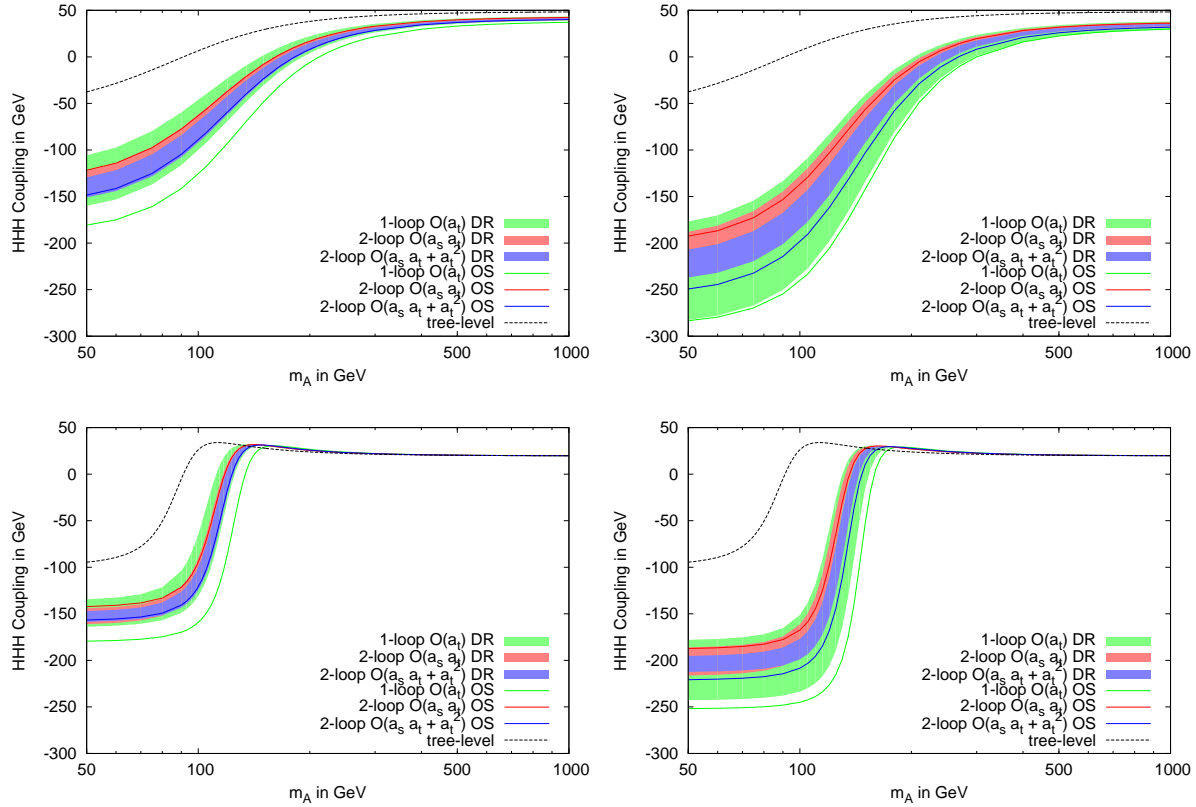 HHH Coupling in GeV
50
0
-50
-100
-150
-200
-250
-300
1-loop O(a_t) DR
2-loop O(a_s a_t) DR
2-loop O(a_s a_t + a_t^2) DR
1-loop O(a_t) OS
2-loop O(a_s a_t) OS
2-loop O(a_s a_t + a_t^2) OS
tree-level
50 100 500 1000
m_A in GeV
HHH Coupling in GeV
50
0
-50
-100
-150
-200
-250
-300
1-loop O(a_t) DR
2-loop O(a_s a_t) DR
2-loop O(a_s a_t + a_t^2) DR
1-loop O(a_t) OS
2-loop O(a_s a_t) OS
2-loop O(a_s a_t + a_t^2) OS
tree-level
50 100 500 1000
m_A in GeV
HHH Coupling in GeV
50
0
-50
-100
-150
-200
-250
-300
1-loop O(a_t) DR
2-loop O(a_s a_t) DR
2-loop O(a_s a_t + a_t^2) DR
1-loop O(a_t) OS
2-loop O(a_s a_t) OS
2-loop O(a_s a_t + a_t^2) OS
tree-level
50 100 500 1000
m_A in GeV
HHH Coupling in GeV
50
0
-50
-100
-150
-200
-250
-300
1-loop O(a_t) DR
2-loop O(a_s a_t) DR
2-loop O(a_s a_t + a_t^2) DR
1-loop O(a_t) OS
2-loop O(a_s a_t) OS
2-loop O(a_s a_t + a_t^2) OS
tree-level
50 100 500 1000
m_A in GeV